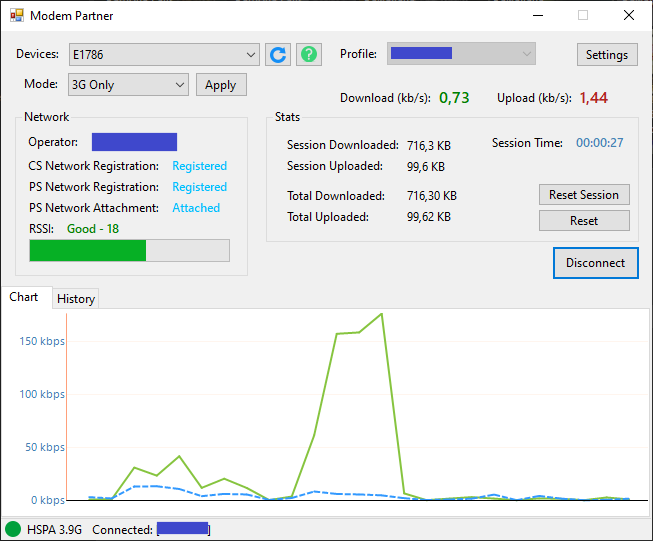 Modem Partner
Devices: E1786 ? Profile: Settings
Mode: 3G Only Apply
Download (kb/s): 0,73 Upload (kb/s): 1,44
Network
Operator:
CS Network Registration: Registered
PS Network Registration: Registered
PS Network Attachment: Attached
RSSI: Good - 18
Stats
Session Downloaded: 716,3 KB Session Time: 00:00:27
Session Uploaded: 99,6 KB
Total Downloaded: 716,30 KB Reset Session
Total Uploaded: 99,62 KB Reset
Disconnect
Chart History
150 kbps
100 kbps
50 kbps
0 kbps
HSPA 3.9G Connected: [ ]